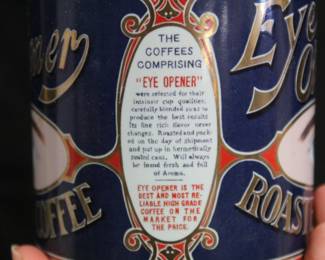 THE
COFFEES
COMPRISING
"EYE OPENER"
were selected for their
intrinsic cup qualities,
carefully blended so as to
produce the best results
Its fine rich flavor never
changes. Roasted and pack-
ed on the day of shipment
and put up in hermetically
sealed cans. Will always
be found fresh and full
of Aroma.
EYE OPENER IS THE
BEST AND MOST RE-
LIABLE HIGH GRADE
COFFEE ON THE
MARKET FOR
THE PRICE.
Eye
COFFEE
ROAST